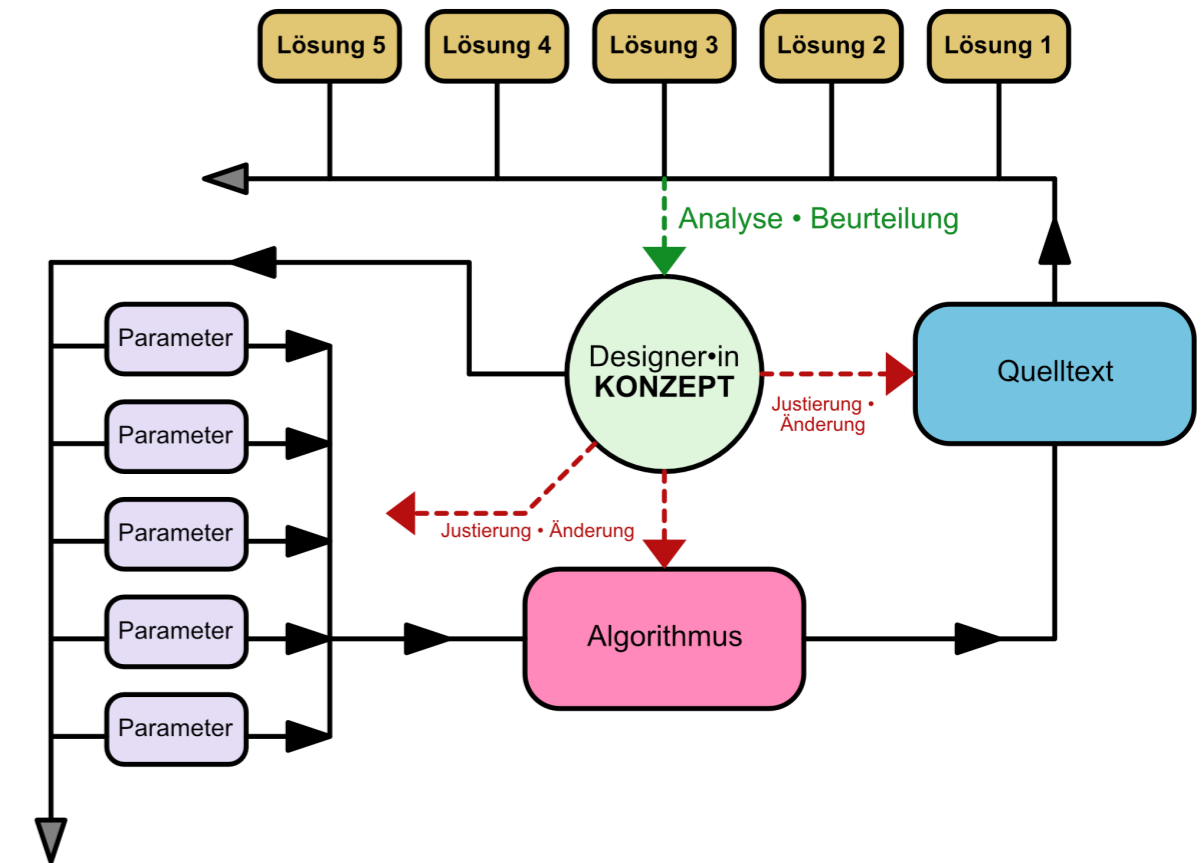 Lösung 5
Lösung 4
Lösung 3
Lösung 2
Lösung 1
Analyse • Beurteilung
Parameter
Designer•in
KONZEPT
Quelltext
Justierung •
Änderung
Parameter
Parameter
Justierung • Änderung
Parameter
Algorithmus
Parameter